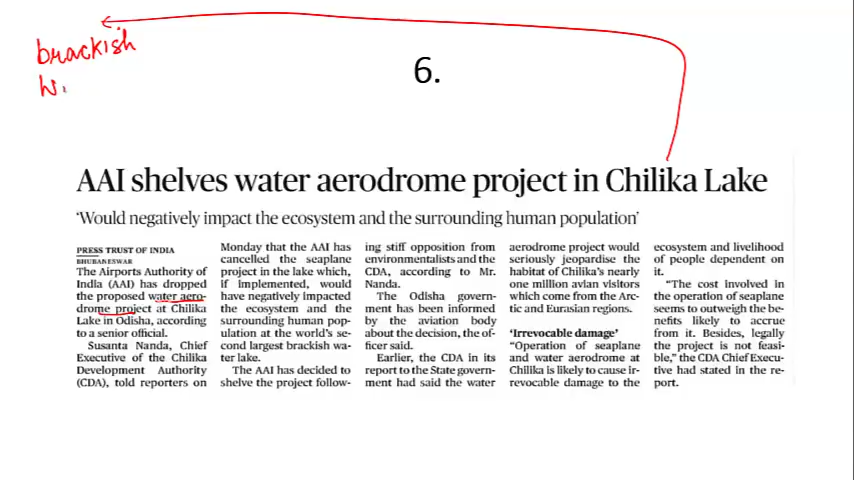 brackish
W.
6.
AAI shelves water aerodrome project in Chilika Lake
‘Would negatively impact the ecosystem and the surrounding human population’
PRESS TRUST OF INDIA
BHUBANESWAR
The Airports Authority of
India (AAI) has dropped
the proposed water aero-
drome project at Chilika
Lake in Odisha, according
to a senior official.
Susanta Nanda, Chief
Executive of the Chilika
Development Authority
(CDA), told reporters on
Monday that the AAI has
cancelled the seaplane
project in the lake which,
if implemented, would
have negatively impacted
the ecosystem and the
surrounding human pop-
ulation at the world’s se-
cond largest brackish wa-
ter lake.
The AAI has decided to
shelve the project follow-
ing stiff opposition from
environmentalists and the
CDA, according to Mr.
Nanda.
The Odisha govern-
ment has been informed
by the aviation body
about the decision, the of-
ficer said.
Earlier, the CDA in its
report to the State govern-
ment had said the water
aerodrome project would
seriously jeopardise the
habitat of Chilika’s nearly
one million avian visitors
which come from the Arc-
tic and Eurasian regions.
‘Irrevocable damage’
“Operation of seaplane
and water aerodrome at
Chilika is likely to cause ir-
revocable damage to the
ecosystem and livelihood
of people dependent on
it.
“The cost involved in
the operation of seaplane
seems to outweigh the be-
nefits likely to accrue
from it. Besides, legally
the project is not feasi-
ble,” the CDA Chief Execu-
tive had stated in the re-
port.